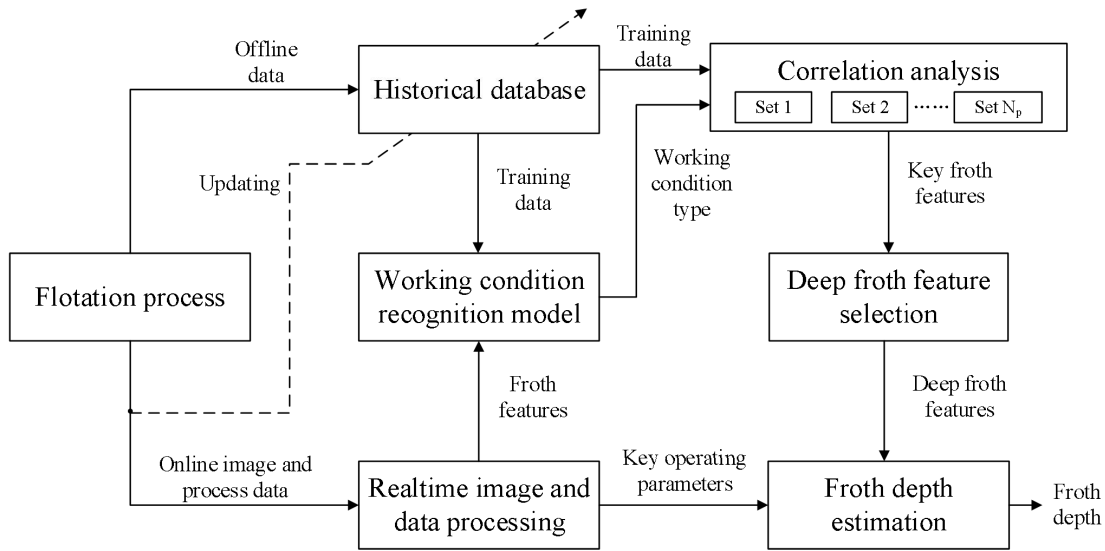 Offline
data
Historical database
Training
data
Correlation analysis
Set 1
Set 2
......
Set Np
Updating
Training
data
Working
condition
type
Key froth
features
Flotation process
Working condition
recognition model
Deep froth feature
selection
Froth
features
Deep froth
features
Online image and
process data
Realtime image and
data processing
Key operating
parameters
Froth depth
estimation
Froth
depth